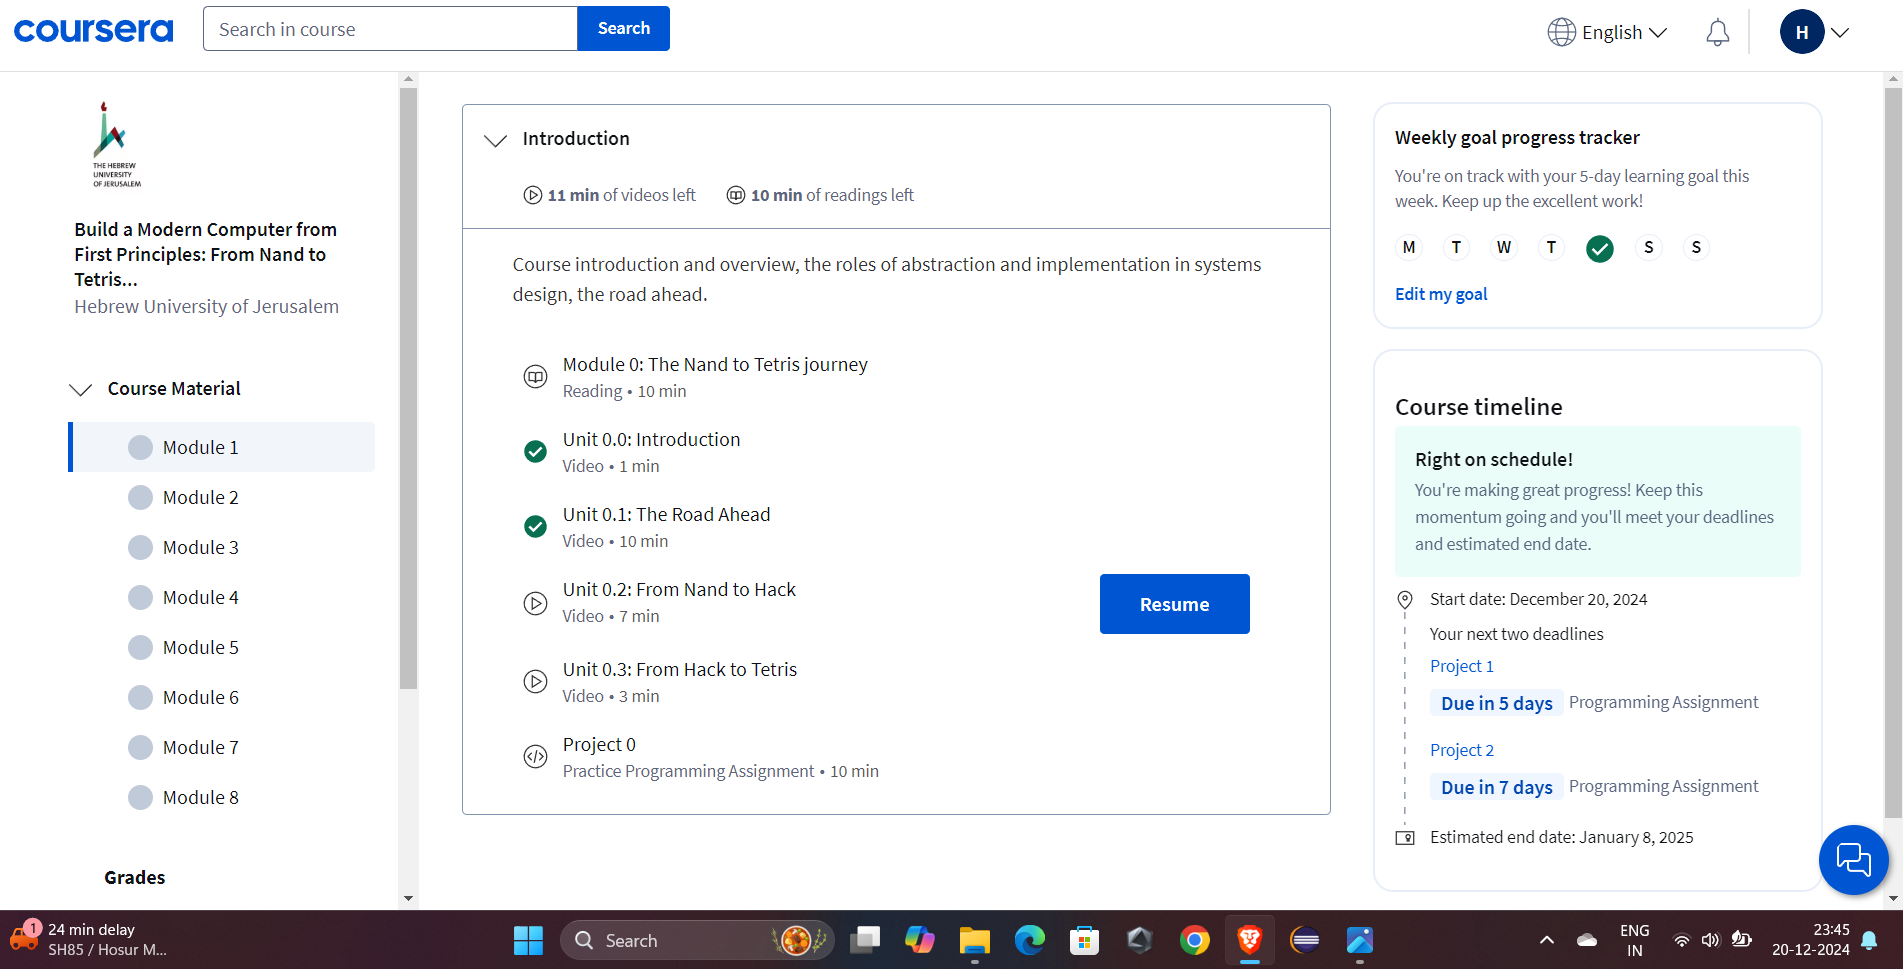 coursera
Search in course
Search
English
H
THE HEBREW
UNIVERSITY
OF JERUSALEM
Build a Modern Computer from
First Principles: From Nand to
Tetris...
Hebrew University of Jerusalem
Course Material
Module 1
Module 2
Module 3
Module 4
Module 5
Module 6
Module 7
Module 8
Grades
Introduction
11 min of videos left
10 min of readings left
Course introduction and overview, the roles of abstraction and implementation in systems
design, the road ahead.
Module 0: The Nand to Tetris journey
Reading • 10 min
Unit 0.0: Introduction
Video • 1 min
Unit 0.1: The Road Ahead
Video • 10 min
Unit 0.2: From Nand to Hack
Video • 7 min
Resume
Unit 0.3: From Hack to Tetris
Video • 3 min
Project 0
Practice Programming Assignment • 10 min
Weekly goal progress tracker
You're on track with your 5-day learning goal this
week. Keep up the excellent work!
M T W T S S
Edit my goal
Course timeline
Right on schedule!
You're making great progress! Keep this
momentum going and you'll meet your deadlines
and estimated end date.
Start date: December 20, 2024
Your next two deadlines
Project 1
Due in 5 days Programming Assignment
Project 2
Due in 7 days Programming Assignment
Estimated end date: January 8, 2025
1
24 min delay
SH85 / Hosur M...
Search
ENG
IN
23:45
20-12-2024